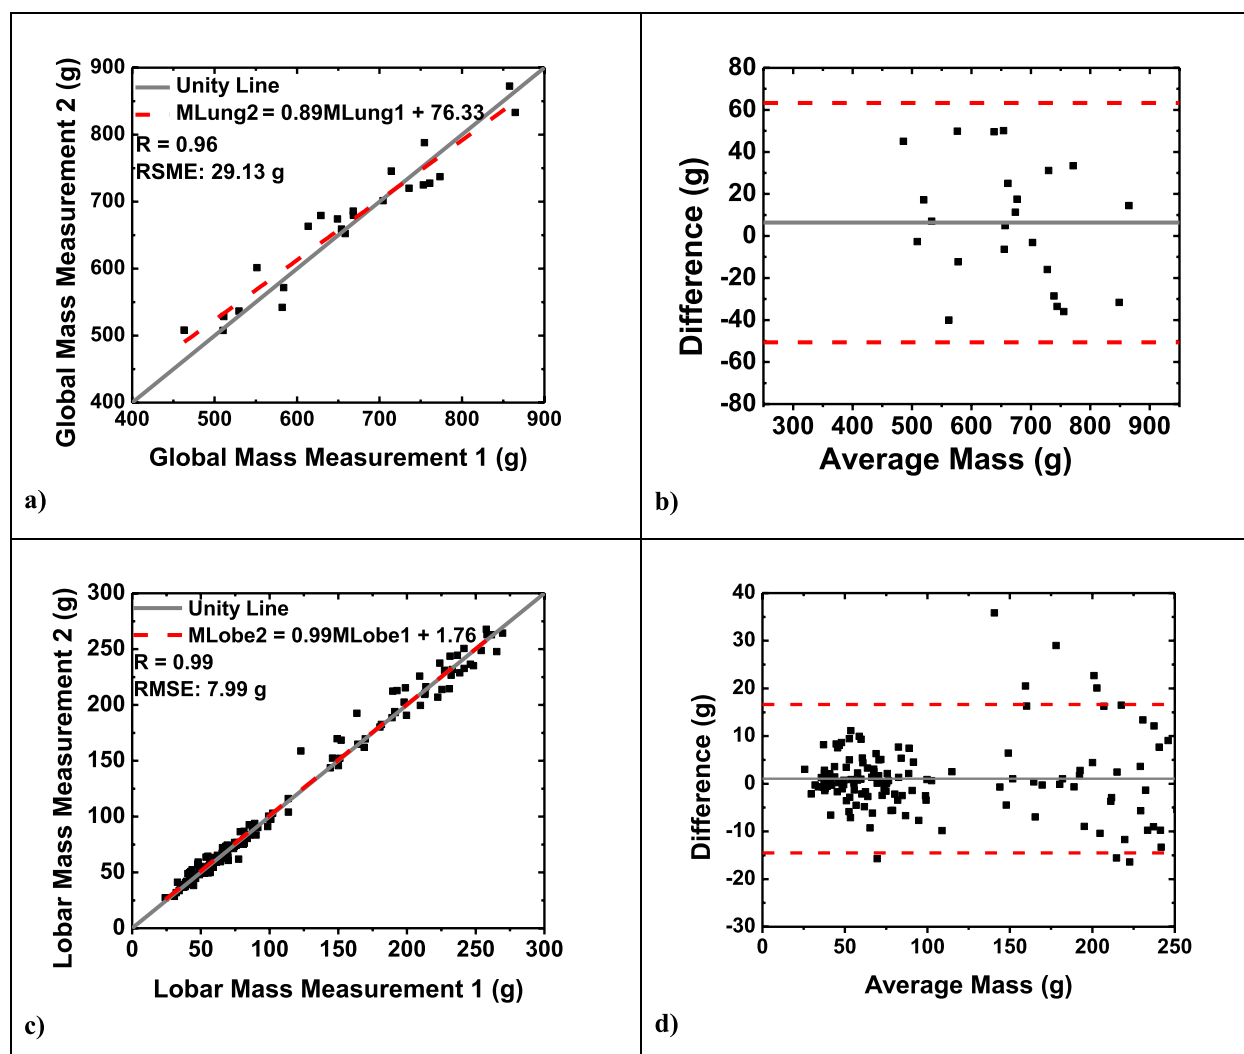 900
800
700
600
500
400
Global Mass Measurement 2 (g)
Unity Line
MLung2 = 0.89MLung1 + 76.33
R = 0.96
RSME: 29.13 g
400 500 600 700 800 900
Global Mass Measurement 1 (g)
a)
80
60
40
20
0
-20
-40
-60
-80
Difference (g)
300 400 500 600 700 800 900
Average Mass (g)
b)
300
250
200
150
100
50
0
Lobar Mass Measurement 2 (g)
Unity Line
MLobe2 = 0.99MLobe1 + 1.76
R = 0.99
RMSE: 7.99 g
0 50 100 150 200 250 300
Lobar Mass Measurement 1 (g)
c)
40
30
20
10
0
-10
-20
-30
Difference (g)
0 50 100 150 200 250
Average Mass (g)
d)